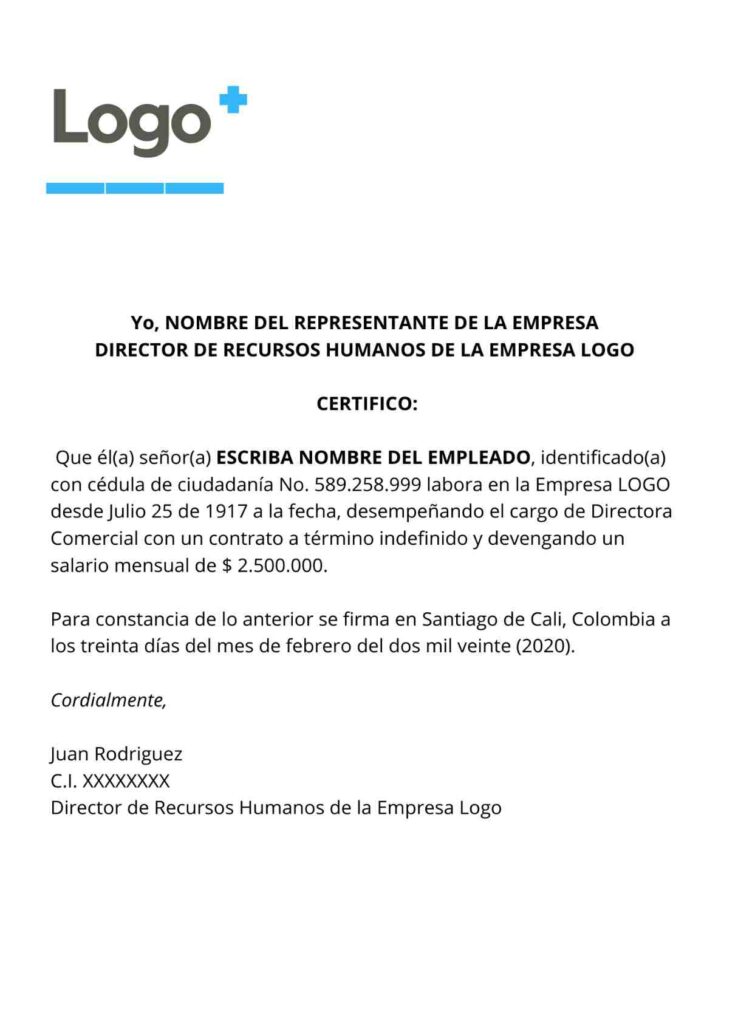 Logo
Yo, NOMBRE DEL REPRESENTANTE DE LA EMPRESA
DIRECTOR DE RECURSOS HUMANOS DE LA EMPRESA LOGO
CERTIFICO:
Que él(a) señor(a) ESCRIBA NOMBRE DEL EMPLEADO, identificado(a)
con cédula de ciudadanía No. 589.258.999 labora en la Empresa LOGO
desde Julio 25 de 1917 a la fecha, desempeñando el cargo de Directora
Comercial con un contrato a término indefinido y devengando un
salario mensual de $ 2.500.000.
Para constancia de lo anterior se firma en Santiago de Cali, Colombia a
los treinta días del mes de febrero del dos mil veinte (2020).
Cordialmente,
Juan Rodriguez
C.I. XXXXXXXX
Director de Recursos Humanos de la Empresa Logo